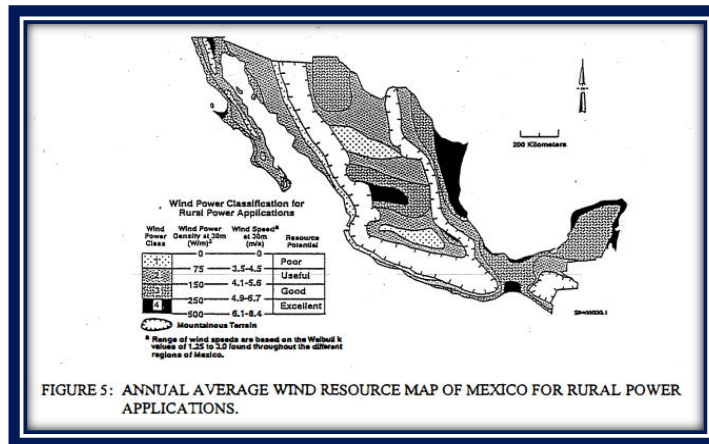 200 Kilometers
Wind Power Classification for
Rural Power Applications
Wind Power Class Wind Power Density at 30m (W/m)² Wind Speedᵃ at 30m (m/s) Resource Potential
0 0
1 Poor
75 3.5-4.5
2 Useful
150 4.1-5.6
3 Good
250 4.9-6.7
4 Excellent
500 6.1-8.4
Mountainous Terrain
ᵃ Range of wind speeds are based on the Weibull k
values of 1.25 to 3.0 found throughout the different
regions of Mexico.
FIGURE 5: ANNUAL AVERAGE WIND RESOURCE MAP OF MEXICO FOR RURAL POWER
APPLICATIONS.